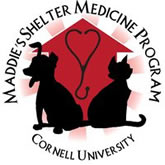 MADDIE'S SHELTER MEDICINE PROGRAM
CORNELL UNIVERSITY